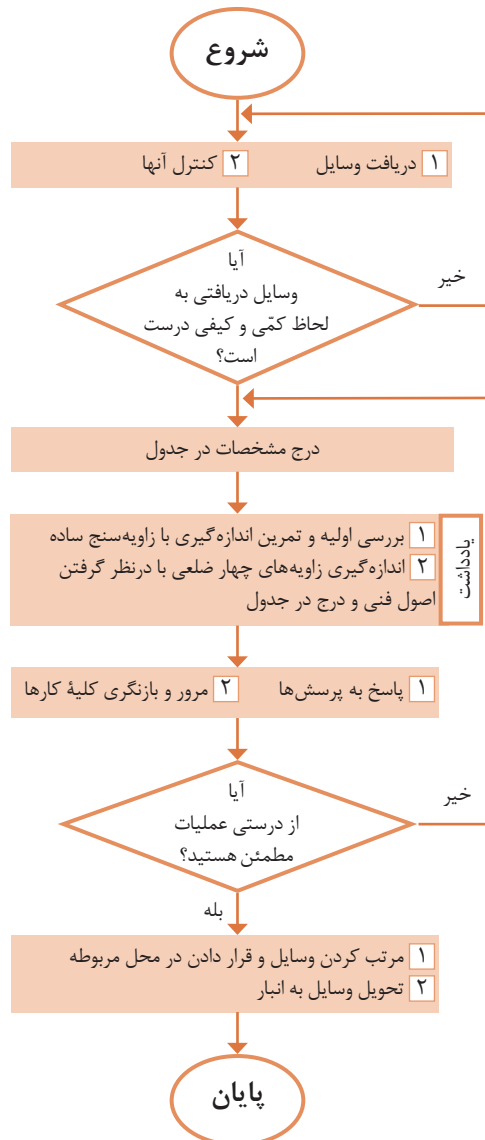 شروع
۱ دریافت وسایل ۲ کنترل آنها
آیا
وسایل دریافتی به
لحاظ کمّی و کیفی درست
است؟
خیر
درج مشخصات در جدول
یادداشت
۱ بررسی اولیه و تمرین اندازه‌گیری با زاویه‌سنج ساده
۲ اندازه‌گیری زاویه‌های چهار ضلعی با درنظر گرفتن
اصول فنی و درج در جدول
۱ پاسخ به پرسش‌ها ۲ مرور و بازنگری کلیۀ کارها
آیا
از درستی عملیات
مطمئن هستید؟
خیر
بله
۱ مرتب کردن وسایل و قرار دادن در محل مربوطه
۲ تحویل وسایل به انبار
پایان